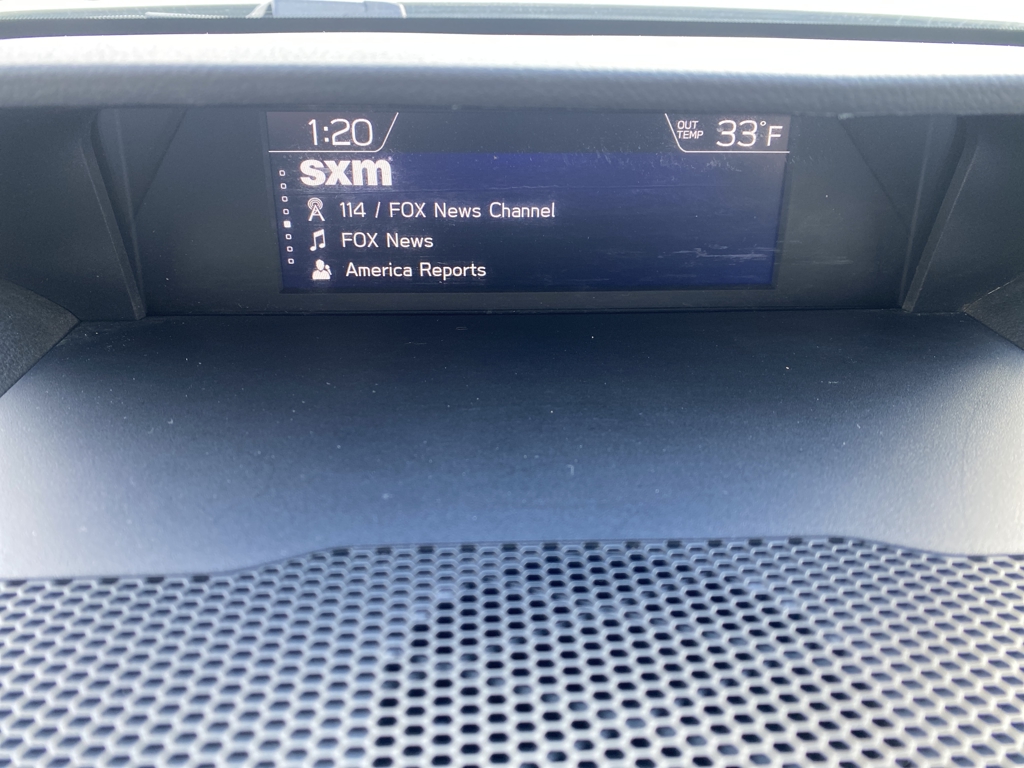 1:20
OUT TEMP 33°F
sxm
114 / FOX News Channel
FOX News
America Reports